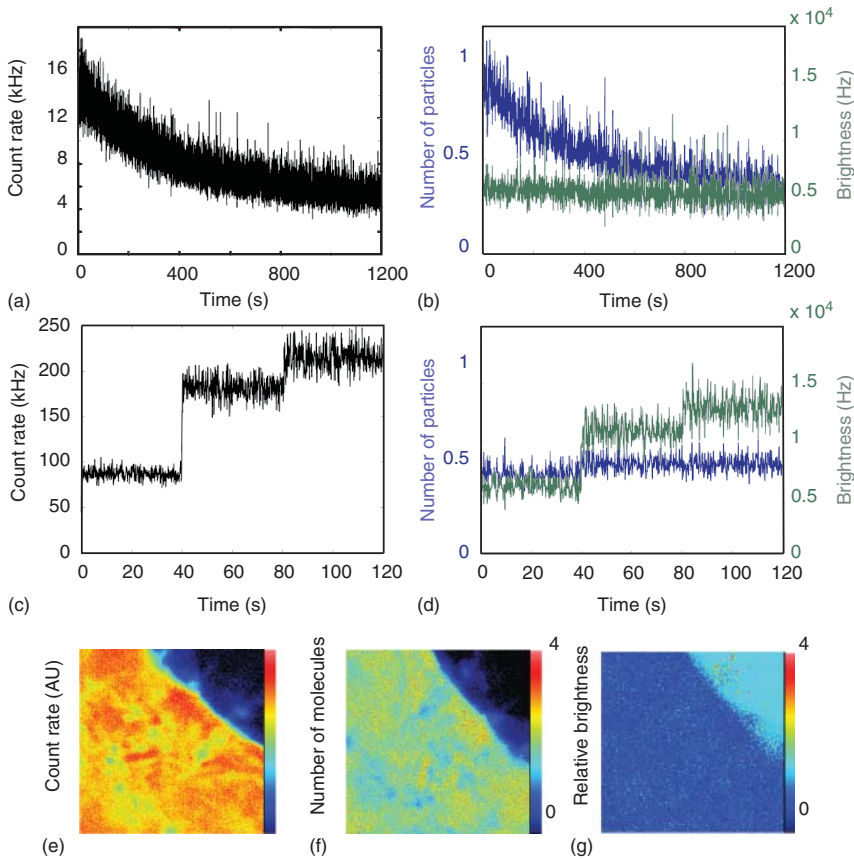 Count rate (kHz)
16
12
8
4
0
0
400
800
1200
Time (s)
(a)
x 10⁴
Number of particles
1
0.5
0
1.5
1
0.5
0
Brightness (Hz)
0
200
400
600
800
1200
Time (s)
(b)
Count rate (kHz)
250
200
150
100
50
0
0
20
40
60
80
100
120
Time (s)
(c)
x 10⁴
Number of particles
1
0.5
0
1.5
1
0.5
0
Brightness (Hz)
0
20
40
60
80
100
120
Time (s)
(d)
Count rate (AU)
(e)
Number of molecules
4
0
(f)
Relative brightness
4
0
(g)